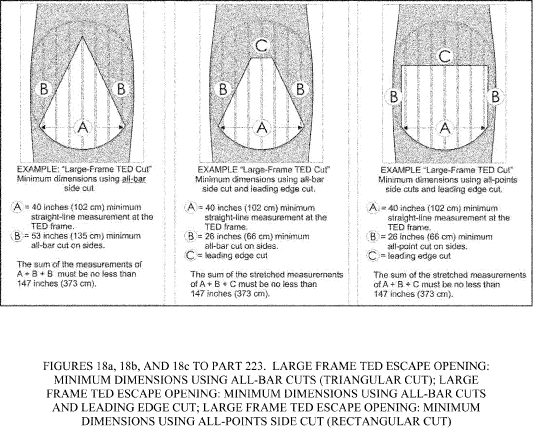 B B A
C B B A
C B B A
EXAMPLE: "Large-Frame TED Cut"
Minimum dimensions using all-bar
side cut.
A = 40 inches (102 cm) minimum
straight-line measurement at the
TED frame.
B = 53 inches (135 cm) minimum
all-bar cut on sides.
The sum of the measurements of
A + B + B must be no less than
147 inches (373 cm).
EXAMPLE "Large-Frame TED Cut"
Minimum dimensions using all-bar
side cut and leading edge cut.
A = 40 inches (102 cm) minimum
straight-line measurement at the
TED frame.
B = 26 inches (66 cm) minimum
all-bar cut on sides.
C = leading edge cut
The sum of the stretched measurements
of A + B + C must be no less than
147 inches (373 cm).
EXAMPLE "Large-Frame TED Cut"
Minimum dimensions using all-points
side cuts and leading edge cut.
A = 40 inches (102 cm) minimum
straight-line measurement at the
TED frame.
B = 26 inches (66 cm) minimum
all-point cut on sides.
C = leading edge cut
The sum of the stretched measurements
of A + B + C must be no less than
147 inches (373 cm).
FIGURES 18a, 18b, AND 18c TO PART 223. LARGE FRAME TED ESCAPE OPENING:
MINIMUM DIMENSIONS USING ALL-BAR CUTS (TRIANGULAR CUT); LARGE
FRAME TED ESCAPE OPENING: MINIMUM DIMENSIONS USING ALL-BAR CUTS
AND LEADING EDGE CUT; LARGE FRAME TED ESCAPE OPENING: MINIMUM
DIMENSIONS USING ALL-POINTS SIDE CUT (RECTANGULAR CUT)